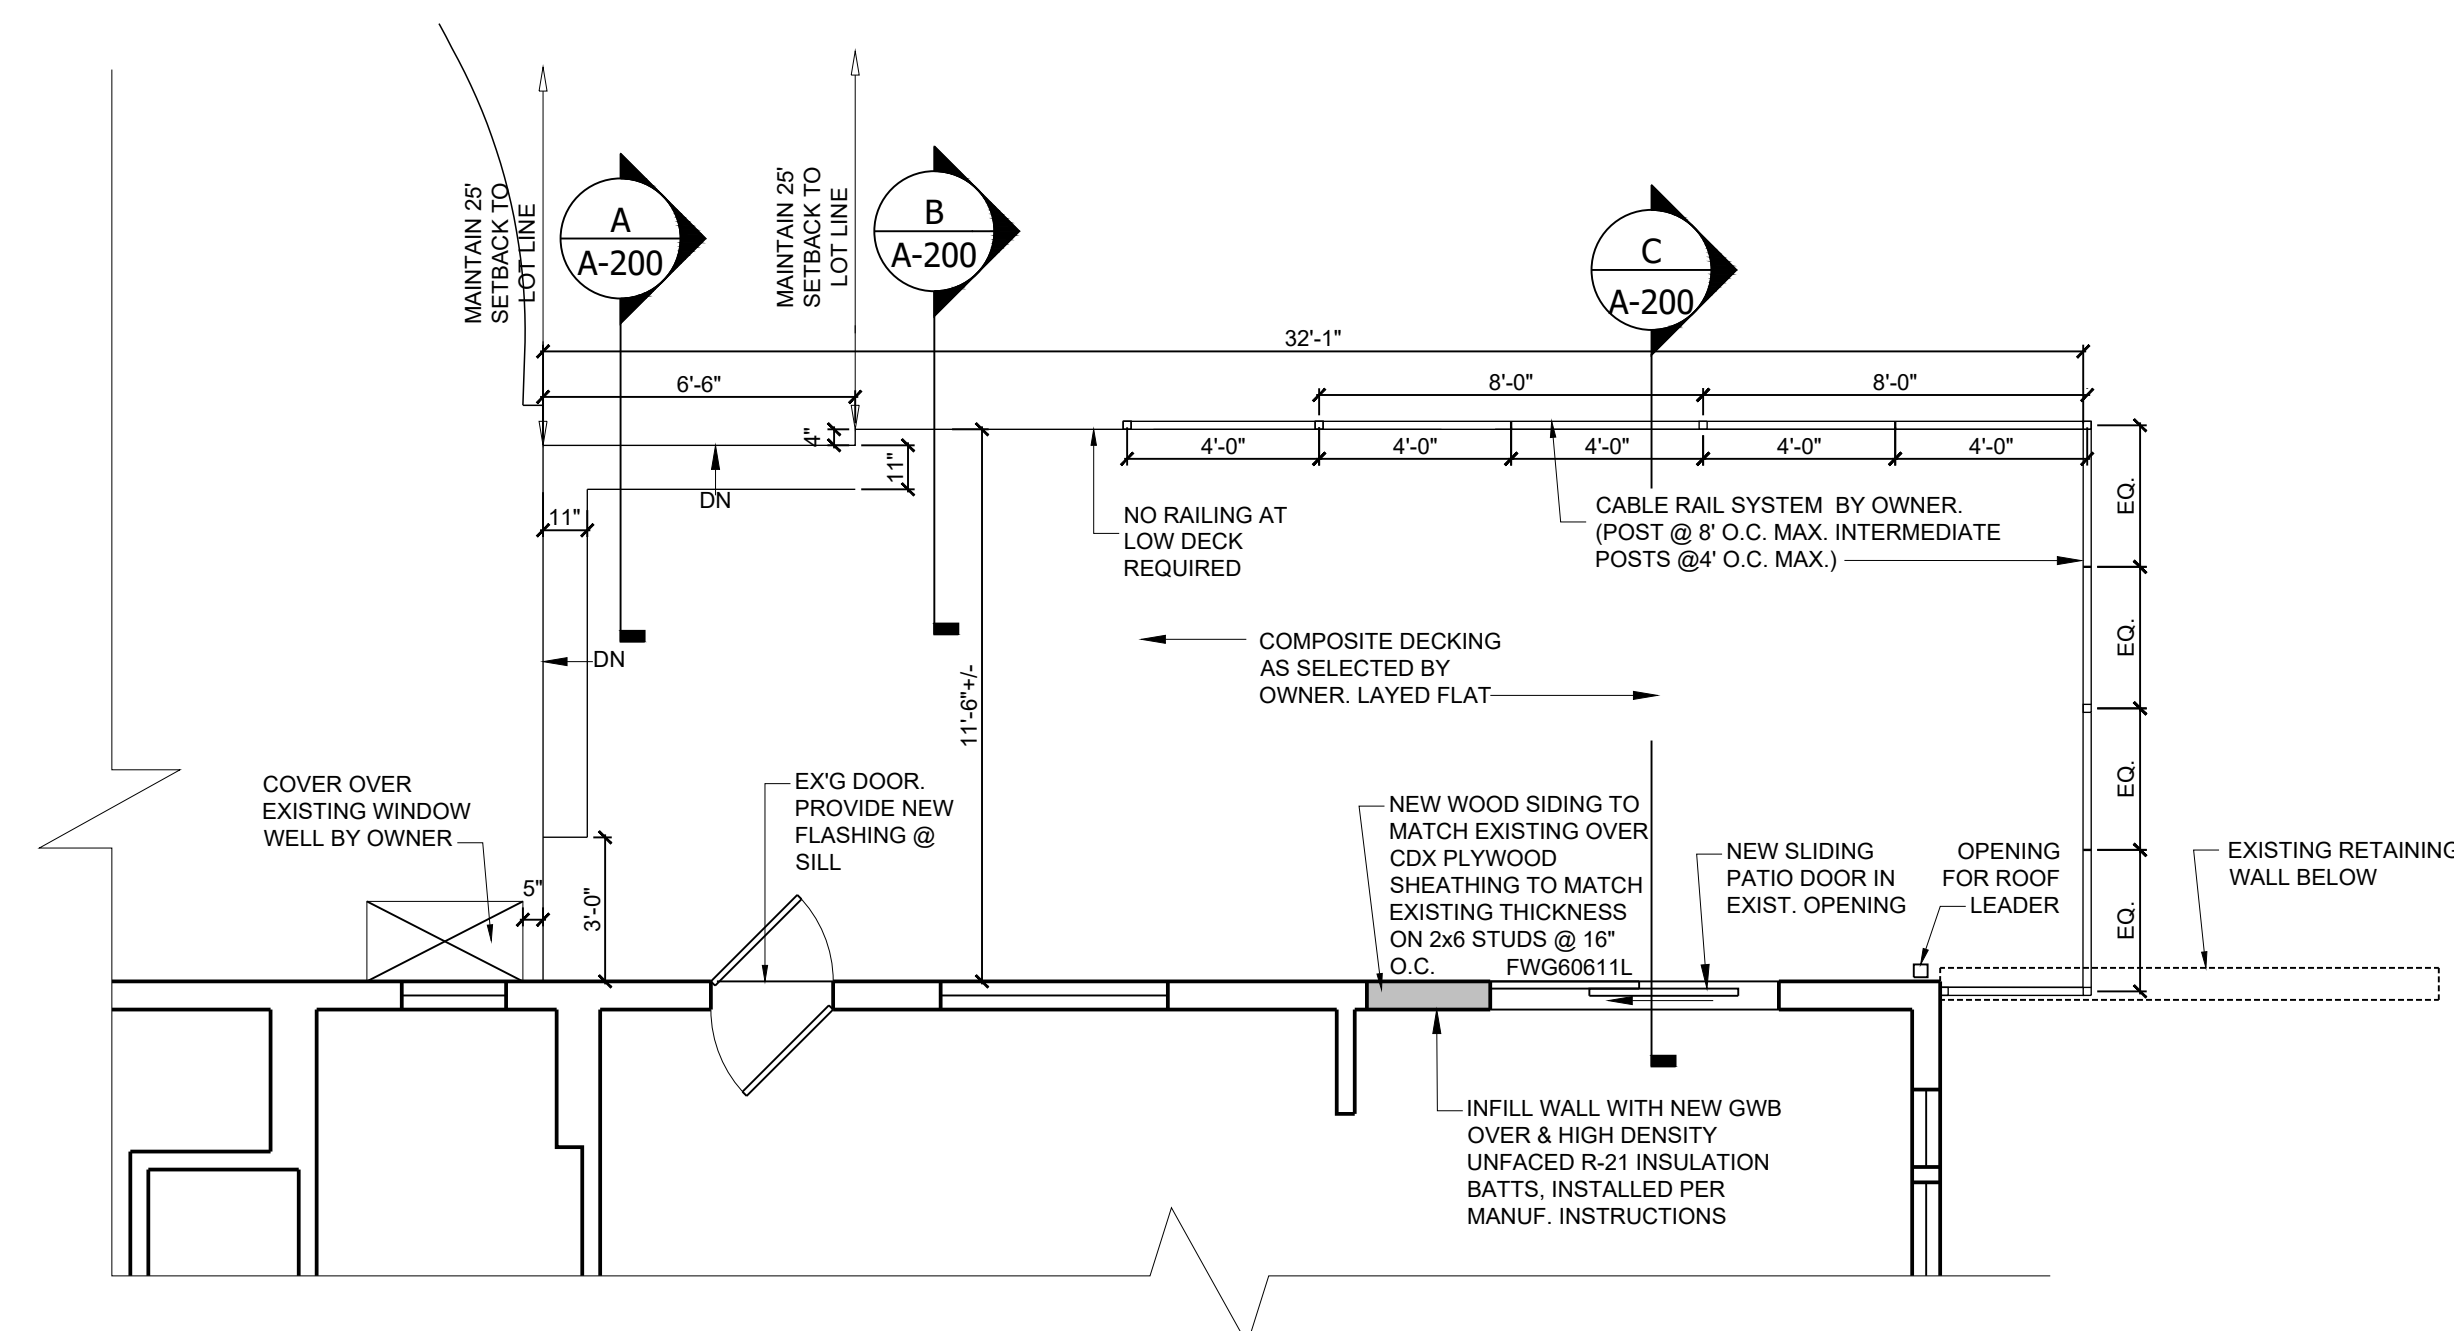 MAINTAIN 25'
SETBACK TO
LOT LINE
MAINTAIN 25'
SETBACK TO
LOT LINE
A
A-200
B
A-200
C
A-200
32'-1"
6'-6"
8'-0"
8'-0"
4"
11"
4'-0"
4'-0"
4'-0"
4'-0"
4'-0"
DN
11"
DN
NO RAILING AT
LOW DECK
REQUIRED
CABLE RAIL SYSTEM BY OWNER.
(POST @ 8' O.C. MAX. INTERMEDIATE
POSTS @4' O.C. MAX.)
EQ.
EQ.
EQ.
EQ.
COMPOSITE DECKING
AS SELECTED BY
OWNER. LAYED FLAT
11'-6"+/-
COVER OVER
EXISTING WINDOW
WELL BY OWNER
5"
3'-0"
EX'G DOOR.
PROVIDE NEW
FLASHING @
SILL
NEW WOOD SIDING TO
MATCH EXISTING OVER
CDX PLYWOOD
SHEATHING TO MATCH
EXISTING THICKNESS
ON 2x6 STUDS @ 16"
O.C.
FWG60611L
NEW SLIDING
PATIO DOOR IN
EXIST. OPENING
OPENING
FOR ROOF
LEADER
EXISTING RETAINING
WALL BELOW
INFILL WALL WITH NEW GWB
OVER & HIGH DENSITY
UNFACED R-21 INSULATION
BATTS, INSTALLED PER
MANUF. INSTRUCTIONS